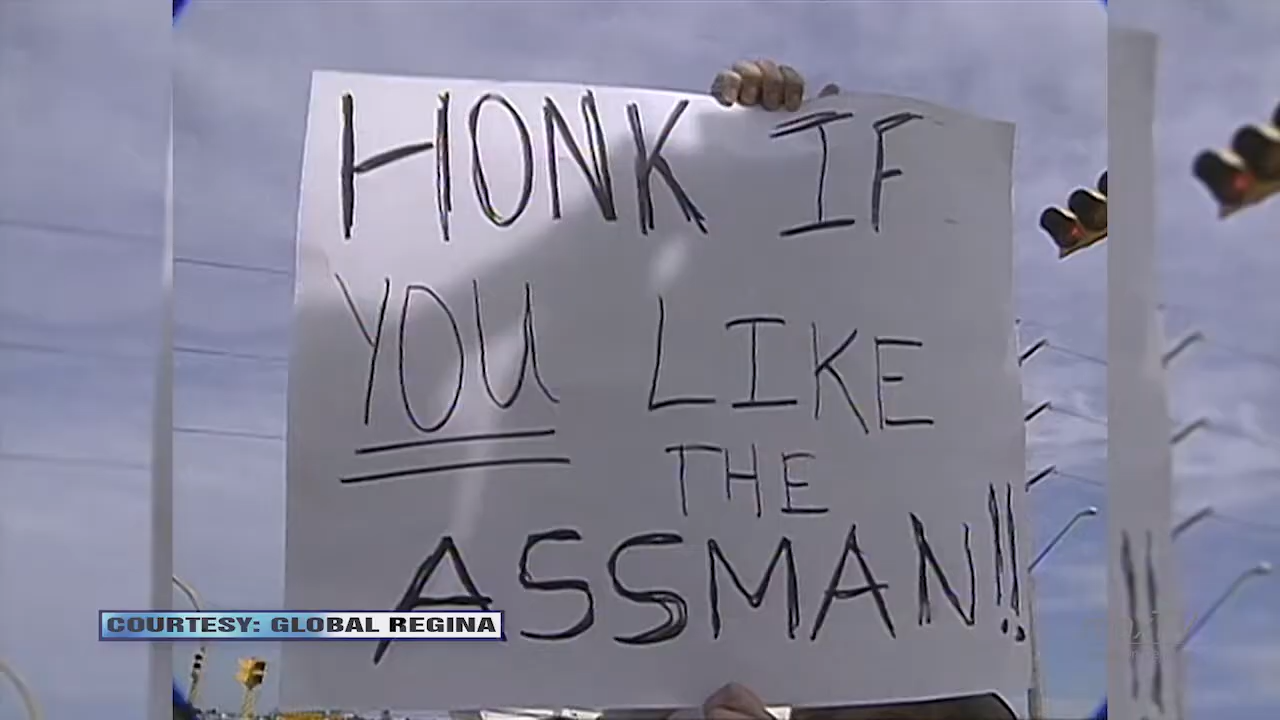 HONK IF
YOU LIKE
THE
ASSMAN!!
COURTESY: GLOBAL REGINA